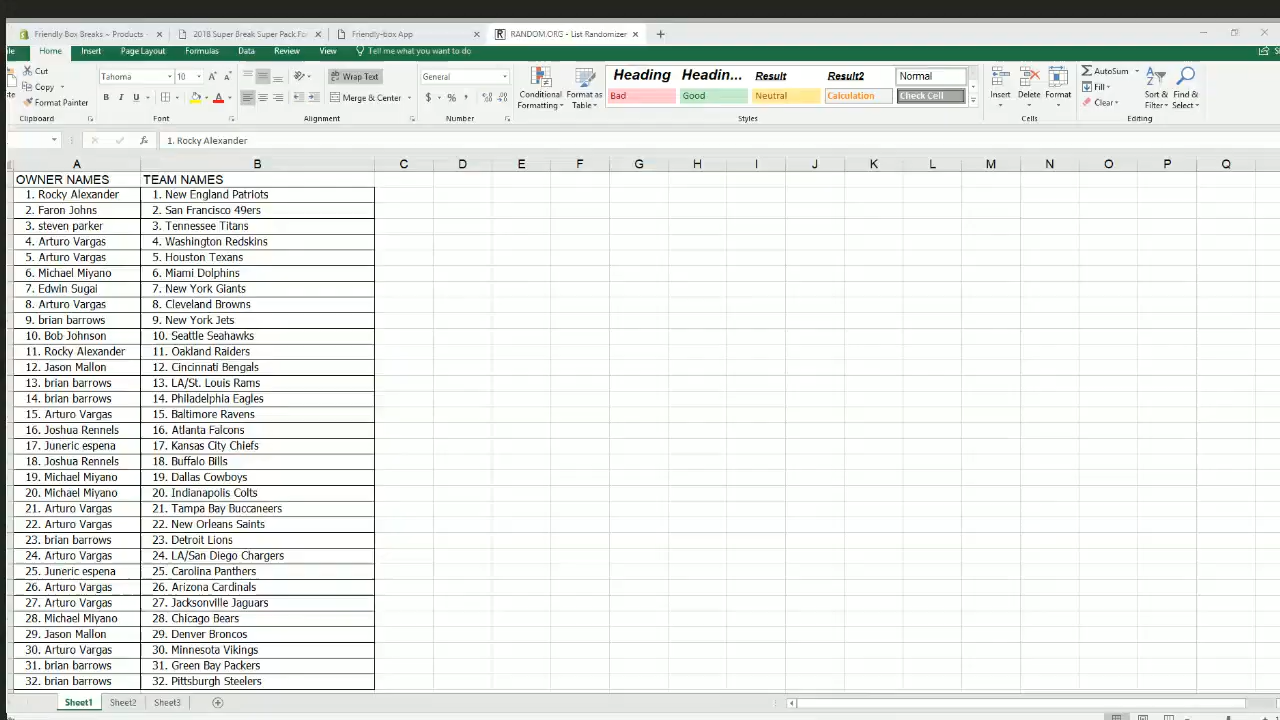 Friendly Box Breaks ~ Products - × 2018 Super Break Super Pack Fo × Friendly-box App × RANDOM.ORG - List Randomizer × +
Home Insert Page Layout Formulas Data Review View Tell me what you want to do
Cut
Copy
Format Painter
Clipboard
Tahoma 10
B I U
Font
Wrap Text
Merge & Center
Alignment
General
$ % ,
Number
Conditional Formatting
Format as Table
Heading Headin... Result Result2 Normal
Bad Good Neutral Calculation Check Cell
Styles
Insert Delete Format
Cells
AutoSum
Fill
Clear
Sort & Filter
Find & Select
Editing
fx 1. Rocky Alexander
A B C D E F G H I J K L M N O P Q
OWNER NAMES TEAM NAMES
1. Rocky Alexander 1. New England Patriots
2. Faron Johns 2. San Francisco 49ers
3. steven parker 3. Tennessee Titans
4. Arturo Vargas 4. Washington Redskins
5. Arturo Vargas 5. Houston Texans
6. Michael Miyano 6. Miami Dolphins
7. Edwin Sugai 7. New York Giants
8. Arturo Vargas 8. Cleveland Browns
9. brian barrows 9. New York Jets
10. Bob Johnson 10. Seattle Seahawks
11. Rocky Alexander 11. Oakland Raiders
12. Jason Mallon 12. Cincinnati Bengals
13. brian barrows 13. LA/St. Louis Rams
14. brian barrows 14. Philadelphia Eagles
15. Arturo Vargas 15. Baltimore Ravens
16. Joshua Rennels 16. Atlanta Falcons
17. Juneric espena 17. Kansas City Chiefs
18. Joshua Rennels 18. Buffalo Bills
19. Michael Miyano 19. Dallas Cowboys
20. Michael Miyano 20. Indianapolis Colts
21. Arturo Vargas 21. Tampa Bay Buccaneers
22. Arturo Vargas 22. New Orleans Saints
23. brian barrows 23. Detroit Lions
24. Arturo Vargas 24. LA/San Diego Chargers
25. Juneric espena 25. Carolina Panthers
26. Arturo Vargas 26. Arizona Cardinals
27. Arturo Vargas 27. Jacksonville Jaguars
28. Michael Miyano 28. Chicago Bears
29. Jason Mallon 29. Denver Broncos
30. Arturo Vargas 30. Minnesota Vikings
31. brian barrows 31. Green Bay Packers
32. brian barrows 32. Pittsburgh Steelers
Sheet1 Sheet2 Sheet3